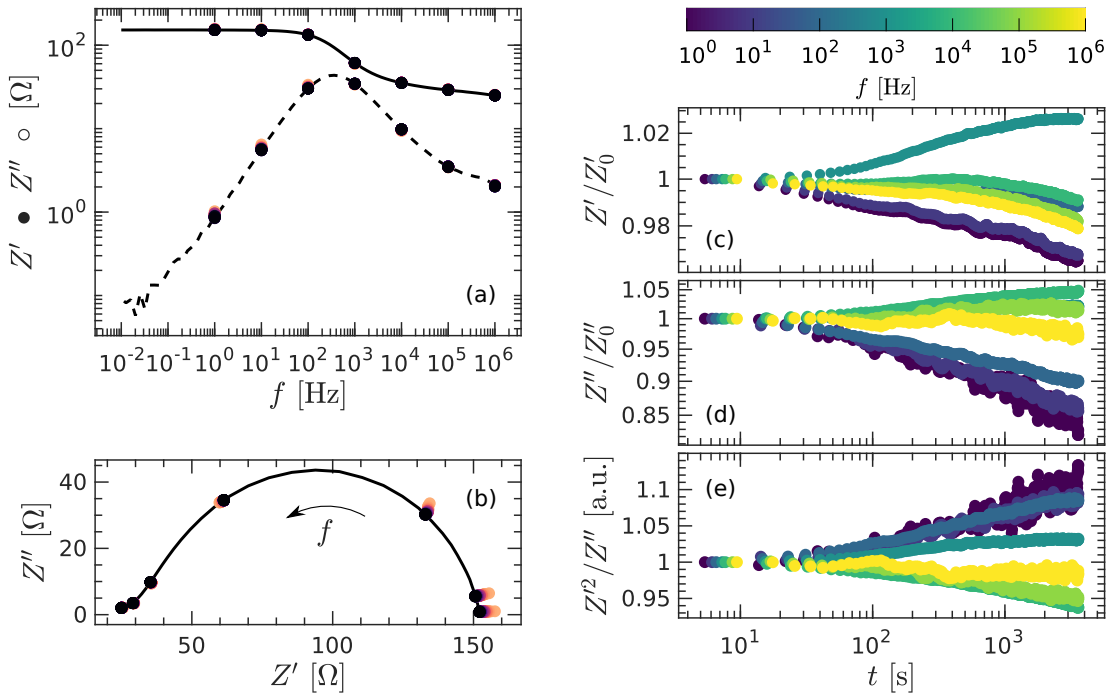 10^2
10^0
Z′ ● Z″ ○ [Ω]
(a)
10^-2 10^-1 10^0 10^1 10^2 10^3 10^4 10^5 10^6
f [Hz]
40
20
0
Z″ [Ω]
(b)
f
50 100 150
Z′ [Ω]
10^0 10^1 10^2 10^3 10^4 10^5 10^6
f [Hz]
1.02
1
0.98
Z′/Z′_0
(c)
1.05
1
0.95
0.9
0.85
Z″/Z″_0
(d)
1.1
1.05
1
0.95
Z′^2/Z″ [a.u.]
(e)
10^1 10^2 10^3
t [s]